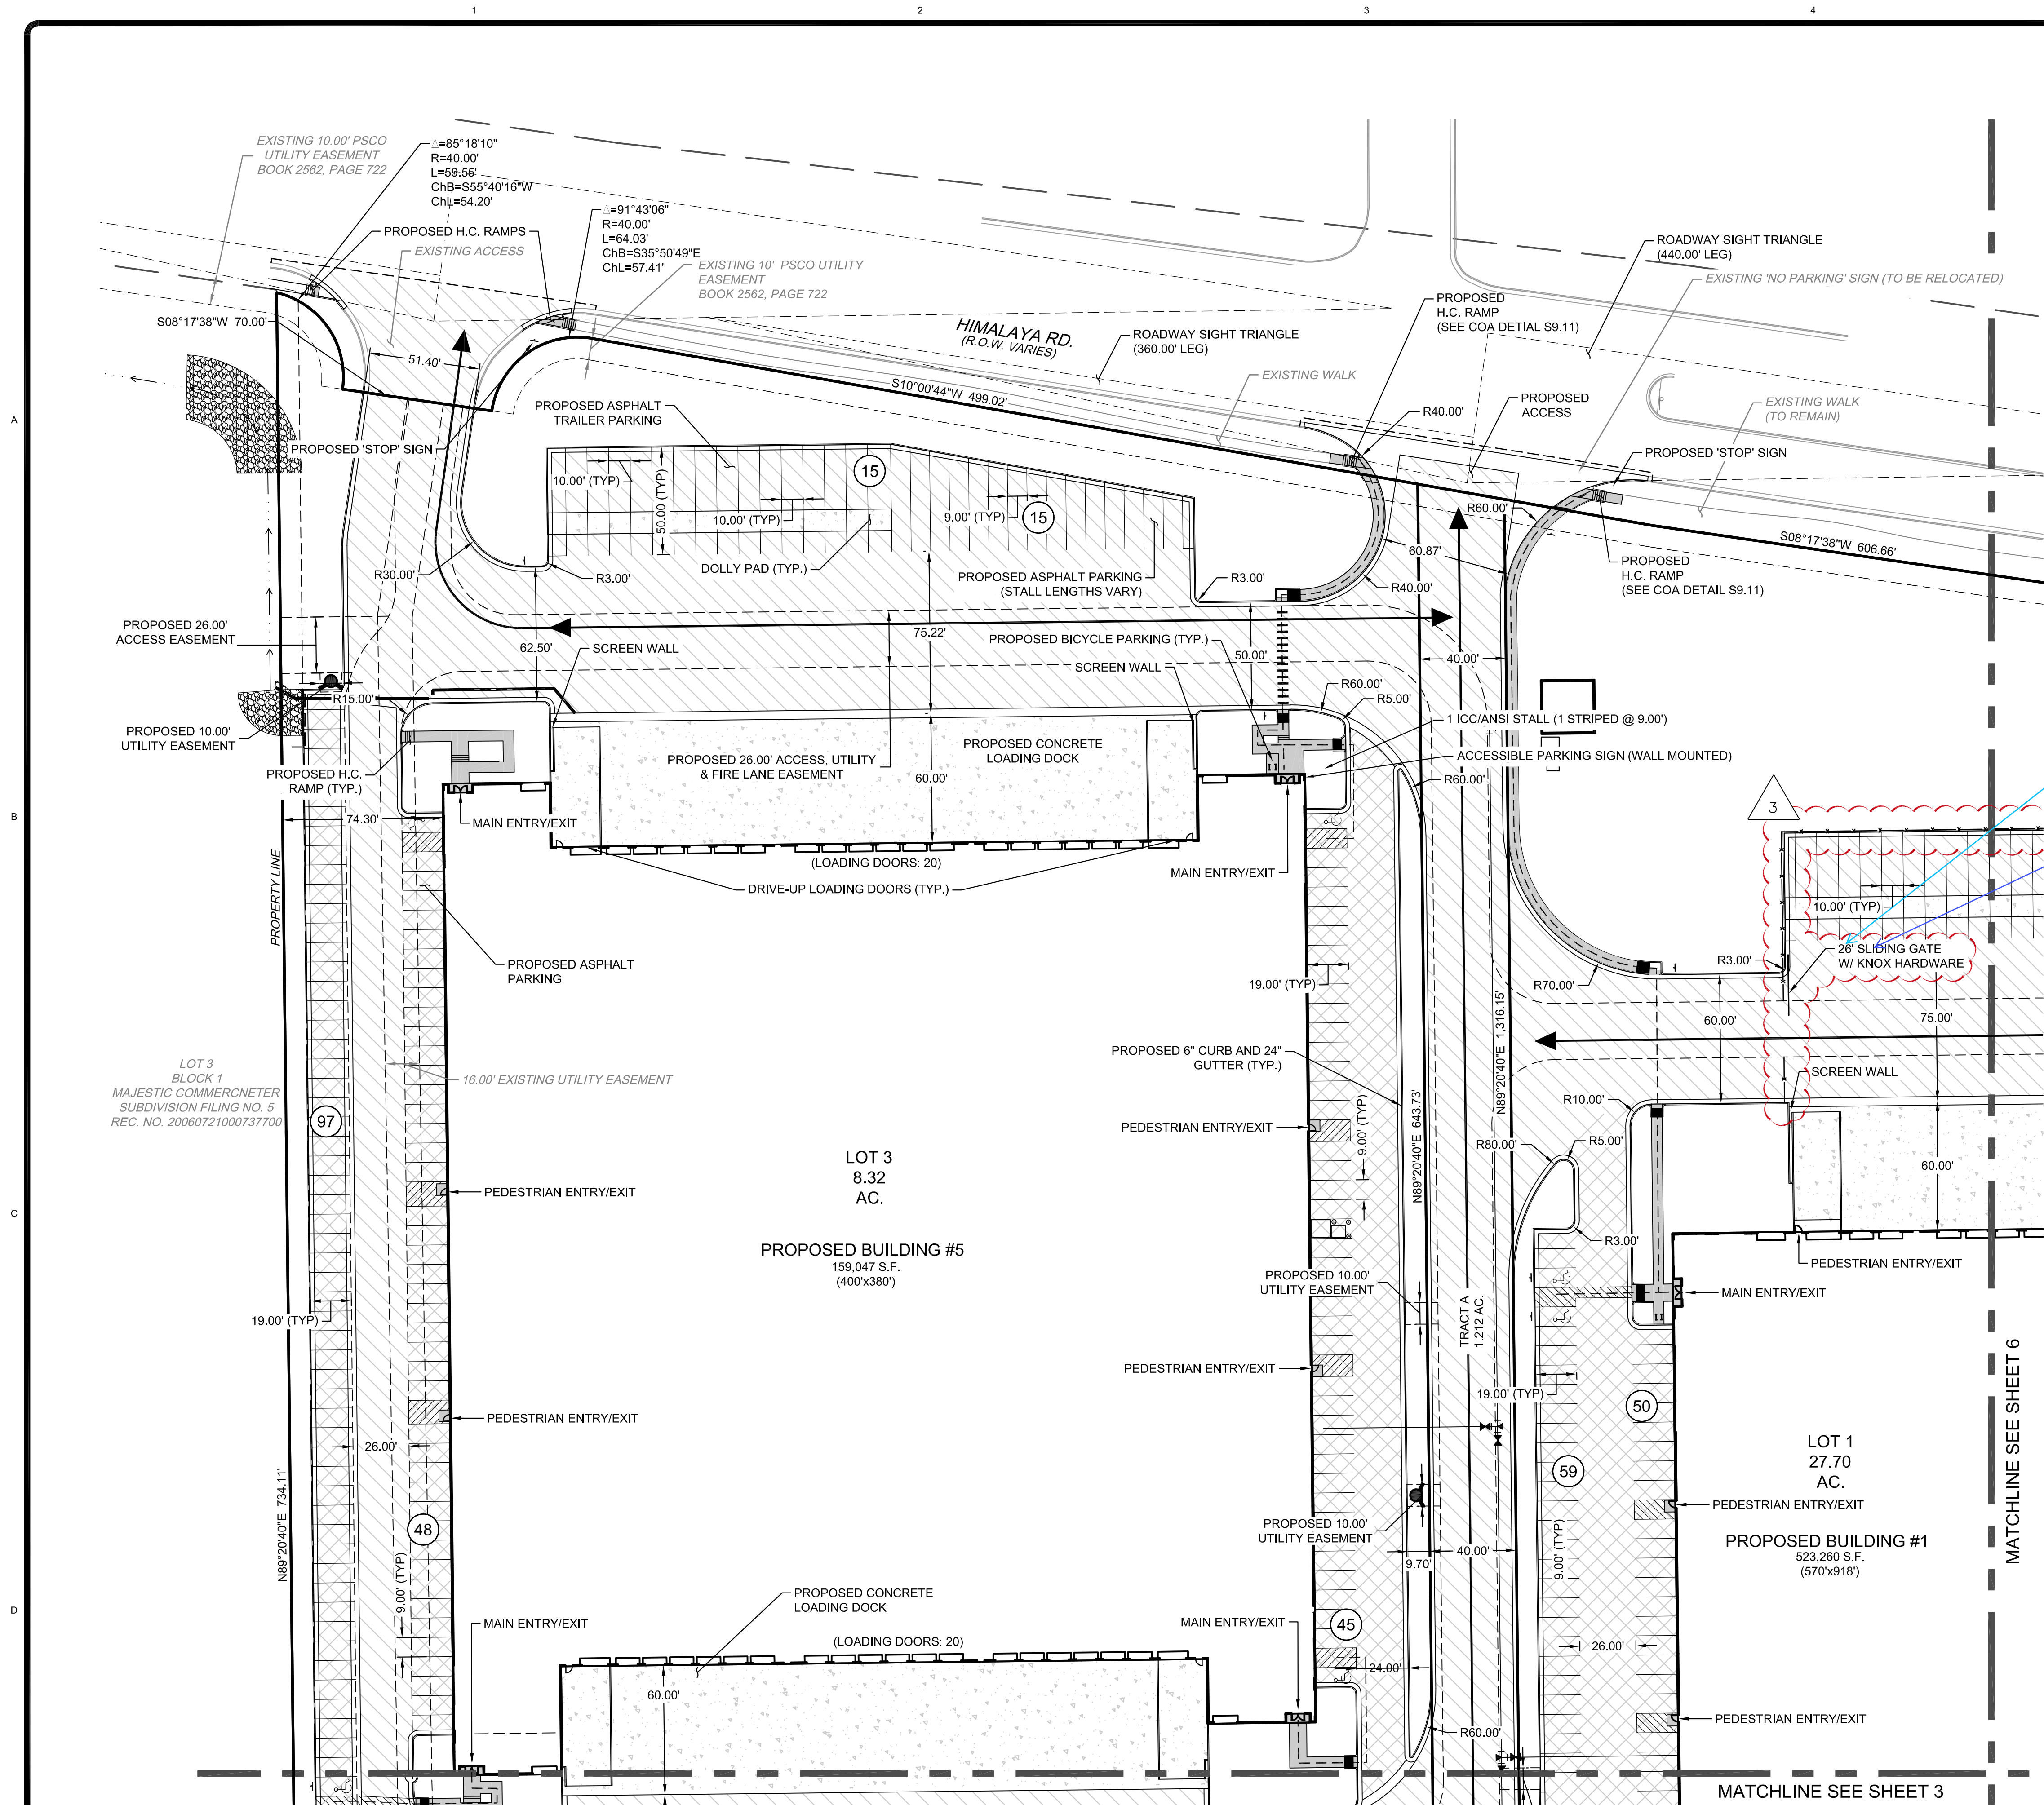 1
2
3
4
EXISTING 10.00' PSCO
UTILITY EASEMENT
BOOK 2562, PAGE 722
△=85°18'10"
R=40.00'
L=59.55'
ChB=S55°40'16"W
ChL=54.20'
△=91°43'06"
R=40.00'
L=64.03'
ChB=S35°50'49"E
ChL=57.41'
PROPOSED H.C. RAMPS
EXISTING ACCESS
EXISTING 10' PSCO UTILITY
EASEMENT
BOOK 2562, PAGE 722
ROADWAY SIGHT TRIANGLE
(440.00' LEG)
EXISTING 'NO PARKING' SIGN (TO BE RELOCATED)
PROPOSED
H.C. RAMP
(SEE COA DETIAL S9.11)
HIMALAYA RD.
(R.O.W. VARIES)
ROADWAY SIGHT TRIANGLE
(360.00' LEG)
S08°17'38"W 70.00'
51.40'
EXISTING WALK
S10°00'44"W 499.02'
PROPOSED
ACCESS
EXISTING WALK
(TO REMAIN)
PROPOSED ASPHALT
TRAILER PARKING
R40.00'
A
PROPOSED 'STOP' SIGN
PROPOSED 'STOP' SIGN
15
10.00' (TYP)
50.00 (TYP)
10.00' (TYP)
9.00' (TYP)
15
R60.00'
S08°17'38"W 606.66'
60.87'
DOLLY PAD (TYP.)
R30.00'
R3.00'
PROPOSED ASPHALT PARKING
(STALL LENGTHS VARY)
R3.00'
R40.00'
PROPOSED
H.C. RAMP
(SEE COA DETAIL S9.11)
PROPOSED 26.00'
ACCESS EASEMENT
75.22'
PROPOSED BICYCLE PARKING (TYP.)
62.50'
SCREEN WALL
50.00'
40.00'
SCREEN WALL
R15.00'
R60.00'
R5.00'
1 ICC/ANSI STALL (1 STRIPED @ 9.00')
PROPOSED 10.00'
UTILITY EASEMENT
PROPOSED CONCRETE
LOADING DOCK
PROPOSED 26.00' ACCESS, UTILITY
& FIRE LANE EASEMENT
ACCESSIBLE PARKING SIGN (WALL MOUNTED)
60.00'
R60.00'
PROPOSED H.C.
RAMP (TYP.)
3
B
74.30'
MAIN ENTRY/EXIT
(LOADING DOORS: 20)
MAIN ENTRY/EXIT
DRIVE-UP LOADING DOORS (TYP.)
PROPERTY LINE
10.00' (TYP)
26' SLIDING GATE
W/ KNOX HARDWARE
R3.00'
PROPOSED ASPHALT
PARKING
19.00' (TYP)
R70.00'
N89°20'40"E 1,316.15'
60.00'
75.00'
PROPOSED 6" CURB AND 24"
GUTTER (TYP.)
LOT 3
BLOCK 1
MAJESTIC COMMERCNETER
SUBDIVISION FILING NO. 5
REC. NO. 20060721000737700
16.00' EXISTING UTILITY EASEMENT
SCREEN WALL
97
9.00' (TYP)
N89°20'40"E 643.73'
R10.00'
PEDESTRIAN ENTRY/EXIT
R80.00'
R5.00'
LOT 3
8.32
AC.
60.00'
PEDESTRIAN ENTRY/EXIT
C
PROPOSED BUILDING #5
159,047 S.F.
(400'x380')
R3.00'
PEDESTRIAN ENTRY/EXIT
PROPOSED 10.00'
UTILITY EASEMENT
MAIN ENTRY/EXIT
19.00' (TYP)
TRACT A
1.212 AC.
PEDESTRIAN ENTRY/EXIT
19.00' (TYP)
50
MATCHLINE SEE SHEET 6
PEDESTRIAN ENTRY/EXIT
26.00'
LOT 1
27.70
AC.
59
N89°20'40"E 734.11'
PEDESTRIAN ENTRY/EXIT
48
PROPOSED 10.00'
UTILITY EASEMENT
PROPOSED BUILDING #1
523,260 S.F.
(570'x918')
40.00'
9.70'
9.00' (TYP)
9.00' (TYP)
PROPOSED CONCRETE
LOADING DOCK
D
MAIN ENTRY/EXIT
MAIN ENTRY/EXIT
45
(LOADING DOORS: 20)
26.00'
24.00'
60.00'
PEDESTRIAN ENTRY/EXIT
R60.00'
MATCHLINE SEE SHEET 3